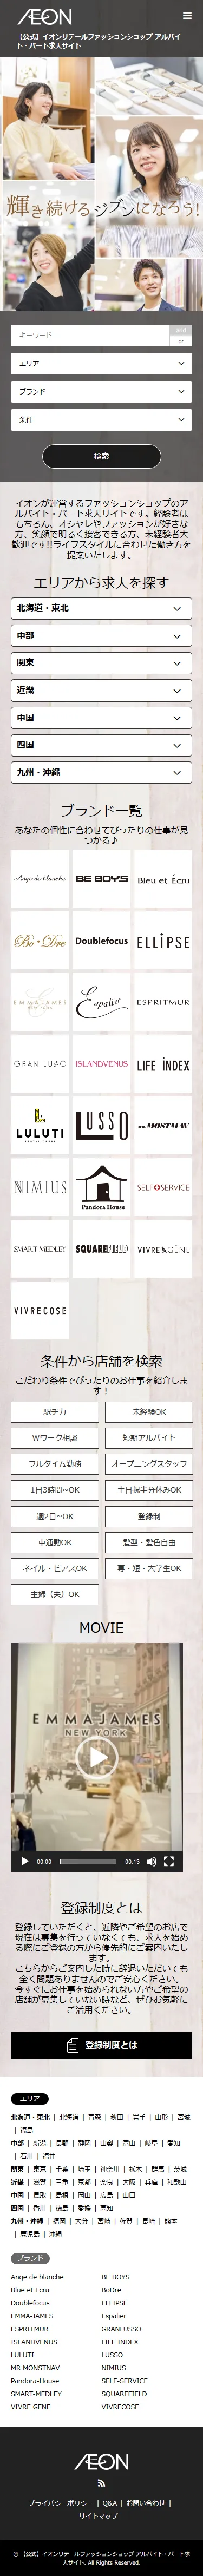 ÆON
【公式】イオンリテールファッションショップ アルバイ
ト・パート求人サイト
輝き続けるジブンになろう!
キーワード
and
or
エリア
ブランド
条件
検索
イオンが運営するファッションショップのア
ルバイト・パート求人サイトです。経験者は
もちろん、オシャレやファッションが好きな
方、笑顔で明るく接客できる方、未経験者大
歓迎です!!ライフスタイルに合わせた働き方を
提案いたします。
エリアから求人を探す
北海道・東北
中部
関東
近畿
中国
四国
九州・沖縄
ブランド一覧
あなたの個性に合わせてぴったりの仕事が見
つかる♪
Ange de blanche
BE BOY'S
Bleu et Écru
Bo・Dre
Doublefocus
ELLIPSE
EMMAJAMES
NEW YORK
Espalier
ESPRITMUR
GRAN LUSSO
ISLANDVENUS
LIFE INDEX
LULUTI
LUSSO
MR.MOSTNAV
NIMIUS
Pandora House
SELF+SERVICE
SMART MEDLEY
SQUAREFIELD
VIVRE GENE
VIVRECOSE
条件から店舗を検索
こだわり条件でぴったりのお仕事を紹介しま
す！
駅チカ
未経験OK
Wワーク相談
短期アルバイト
フルタイム勤務
オープニングスタッフ
1日3時間~OK
土日祝半分休みOK
週2日~OK
登録制
車通勤OK
髪型・髪色自由
ネイル・ピアスOK
専・短・大学生OK
主婦（夫）OK
MOVIE
EMMAJAMES
NEW YORK
00:00
00:13
登録制度とは
登録していただくと、近隣やご希望のお店で
現在は募集を行っていなくても、求人を始め
る際にご登録の方から優先的にご案内いたし
ます。
こちらからご案内した時に辞退いただいても
全く問題ありませんのでご安心ください。
今すぐにお仕事を始められない方やご希望の
店舗が募集していない時など、ぜひお気軽に
ご活用ください。
登録制度とは
エリア
北海道・東北 | 北海道 | 青森 | 秋田 | 岩手 | 山形 | 宮城
| 福島
中部 | 新潟 | 長野 | 静岡 | 山梨 | 富山 | 岐阜 | 愛知
| 石川 | 福井
関東 | 東京 | 千葉 | 埼玉 | 神奈川 | 栃木 | 群馬 | 茨城
近畿 | 滋賀 | 三重 | 京都 | 奈良 | 大阪 | 兵庫 | 和歌山
中国 | 鳥取 | 島根 | 岡山 | 広島 | 山口
四国 | 香川 | 徳島 | 愛媛 | 高知
九州・沖縄 | 福岡 | 大分 | 宮崎 | 佐賀 | 長崎 | 熊本
| 鹿児島 | 沖縄
ブランド
Ange de blanche
BE BOYS
Blue et Ecru
BoDre
Doublefocus
ELLIPSE
EMMA-JAMES
Espalier
ESPRITMUR
GRANLUSSO
ISLANDVENUS
LIFE INDEX
LULUTI
LUSSO
MR MONSTNAV
NIMIUS
Pandora-House
SELF-SERVICE
SMART-MEDLEY
SQUAREFIELD
VIVRE GENE
VIVRECOSE
ÆON
プライバシーポリシー | Q&A | お問い合わせ |
サイトマップ
© 【公式】イオンリテールファッションショップ アルバイト・パート求
人サイト. All Rights Reserved.